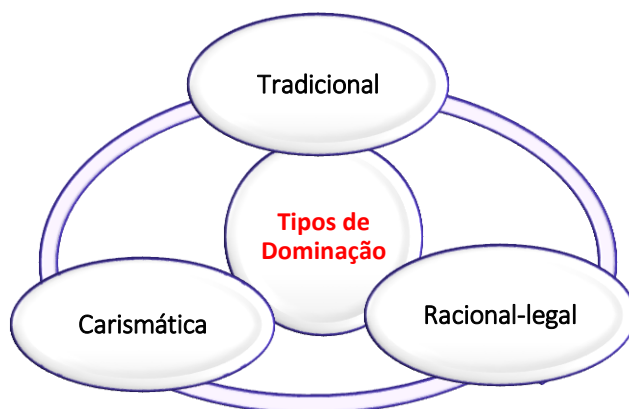 Tradicional
Tipos de
Dominação
Carismática
Racional-legal